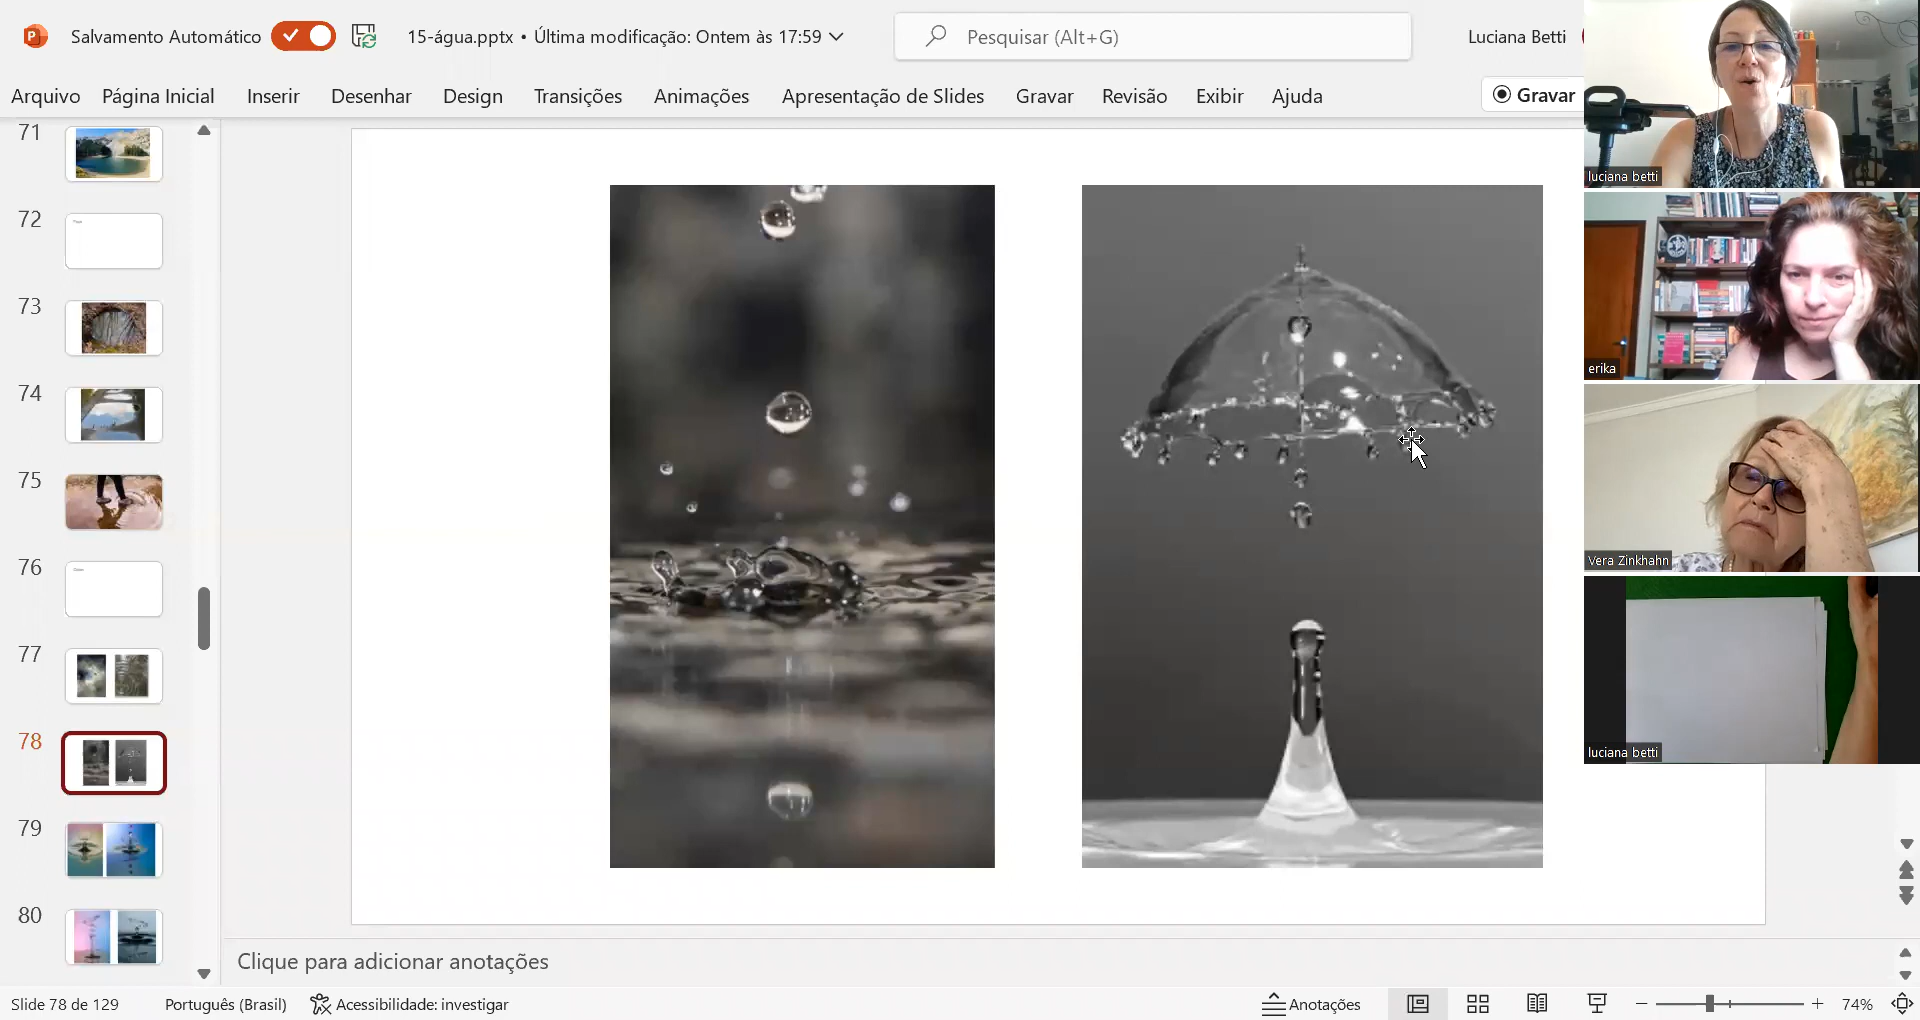 Salvamento Automático
15-água.pptx • Última modificação: Ontem às 17:59
Pesquisar (Alt+G)
Luciana Betti
Arquivo Página Inicial Inserir Desenhar Design Transições Animações Apresentação de Slides Gravar Revisão Exibir Ajuda
Gravar
71
72
73
74
75
76
77
78
79
80
luciana betti
erika
Vera Zinkhahn
luciana betti
Clique para adicionar anotações
Slide 78 de 129 Português (Brasil) Acessibilidade: investigar Anotações 74%